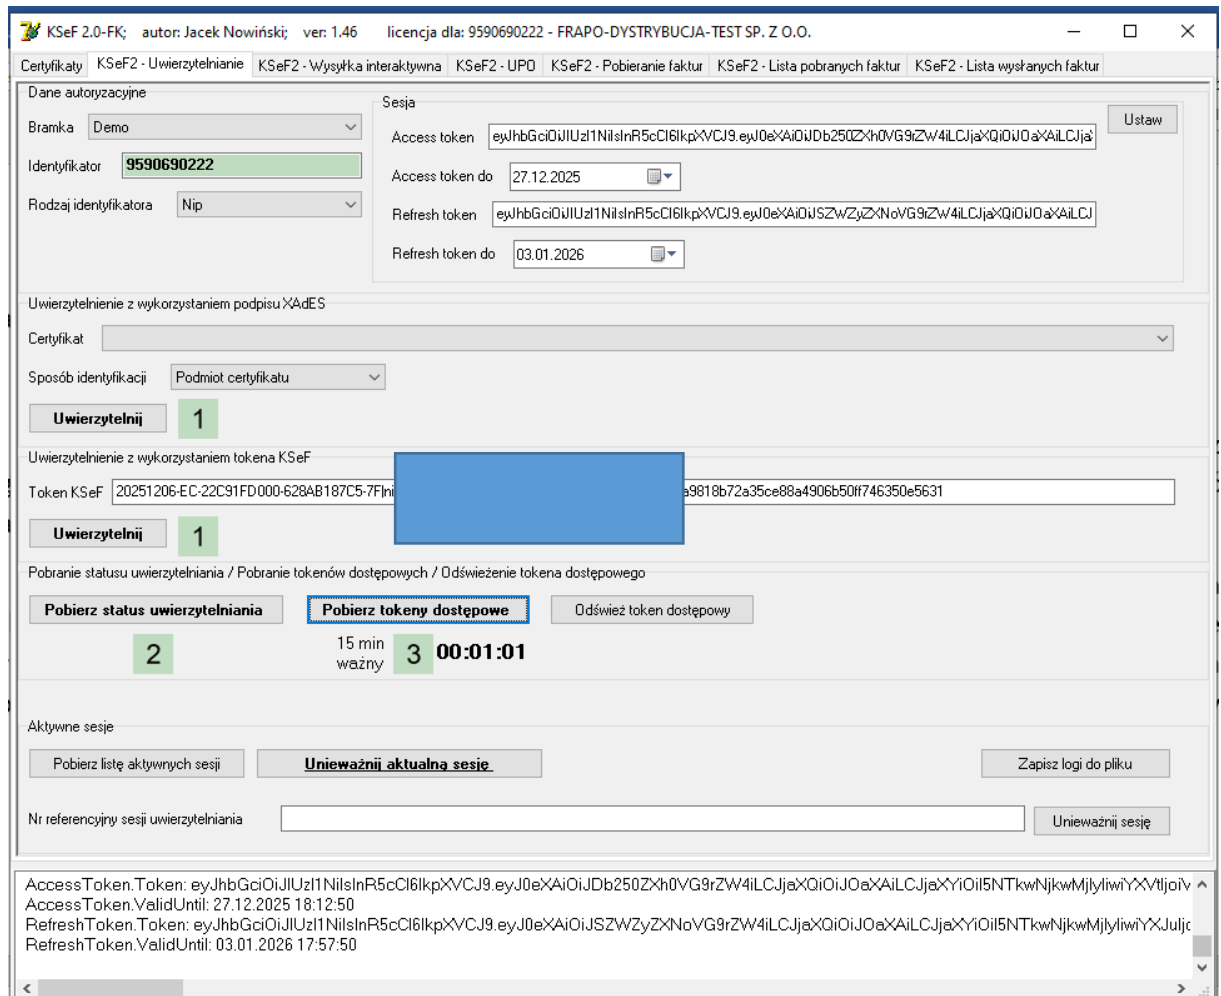 KSeF 2.0-FK; autor: Jacek Nowiński; ver: 1.46 licencja dla: 9590690222 - FRAPO-DYSTRYBUCJA-TEST SP. Z O.O.
Certyfikaty KSeF2 - Uwierzytelnianie KSeF2 - Wysyłka interaktywna KSeF2 - UPO KSeF2 - Pobieranie faktur KSeF2 - Lista pobranych faktur KSeF2 - Lista wysłanych faktur
Dane autoryzacyjne
Bramka Demo
Identyfikator 9590690222
Rodzaj identyfikatora Nip
Sesja
Ustaw
Access token
Access token do 27.12.2025
Refresh token
Refresh token do 03.01.2026
Uwierzytelnienie z wykorzystaniem podpisu XAdES
Certyfikat
Sposób identyfikacji Podmiot certyfikatu
Uwierzytelnij 1
Uwierzytelnienie z wykorzystaniem tokena KSeF
Token KSeF 20251206-EC-22C91FD000-628AB187C5-7F|ni a9818b72a35ce88a4906b50ff746350e5631
Uwierzytelnij 1
Pobranie statusu uwierzytelniania / Pobranie tokenów dostępowych / Odświeżenie tokena dostępowego
Pobierz status uwierzytelniania Pobierz tokeny dostępowe Odśwież token dostępowy
2 15 min ważny 3 00:01:01
Aktywne sesje
Pobierz listę aktywnych sesji Unieważnij aktualną sesję Zapisz logi do pliku
Nr referencyjny sesji uwierzytelniania Unieważnij sesję
AccessToken.Token:
AccessToken.ValidUntil: 27.12.2025 18:12:50
RefreshToken.Token:
RefreshToken.ValidUntil: 03.01.2026 17:57:50